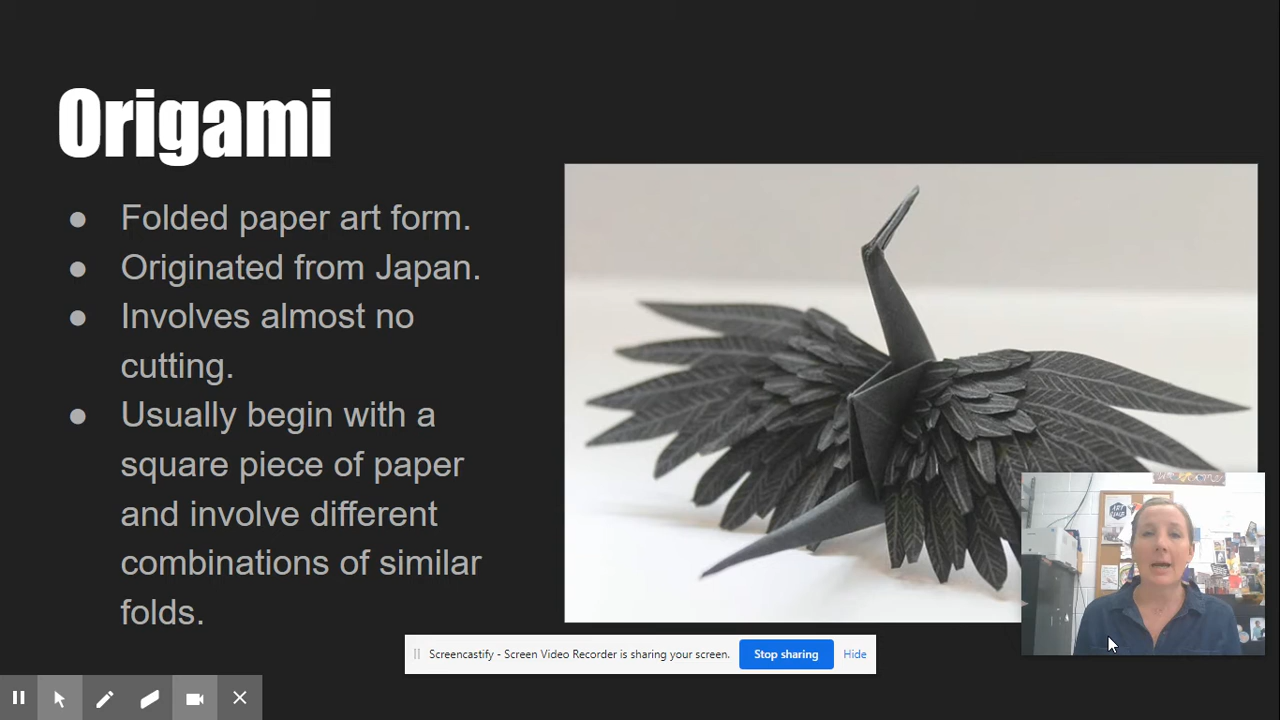 Origami
● Folded paper art form.
● Originated from Japan.
● Involves almost no
cutting.
● Usually begin with a
square piece of paper
and involve different
combinations of similar
folds.
Screencastify - Screen Video Recorder is sharing your screen.
Stop sharing
Hide